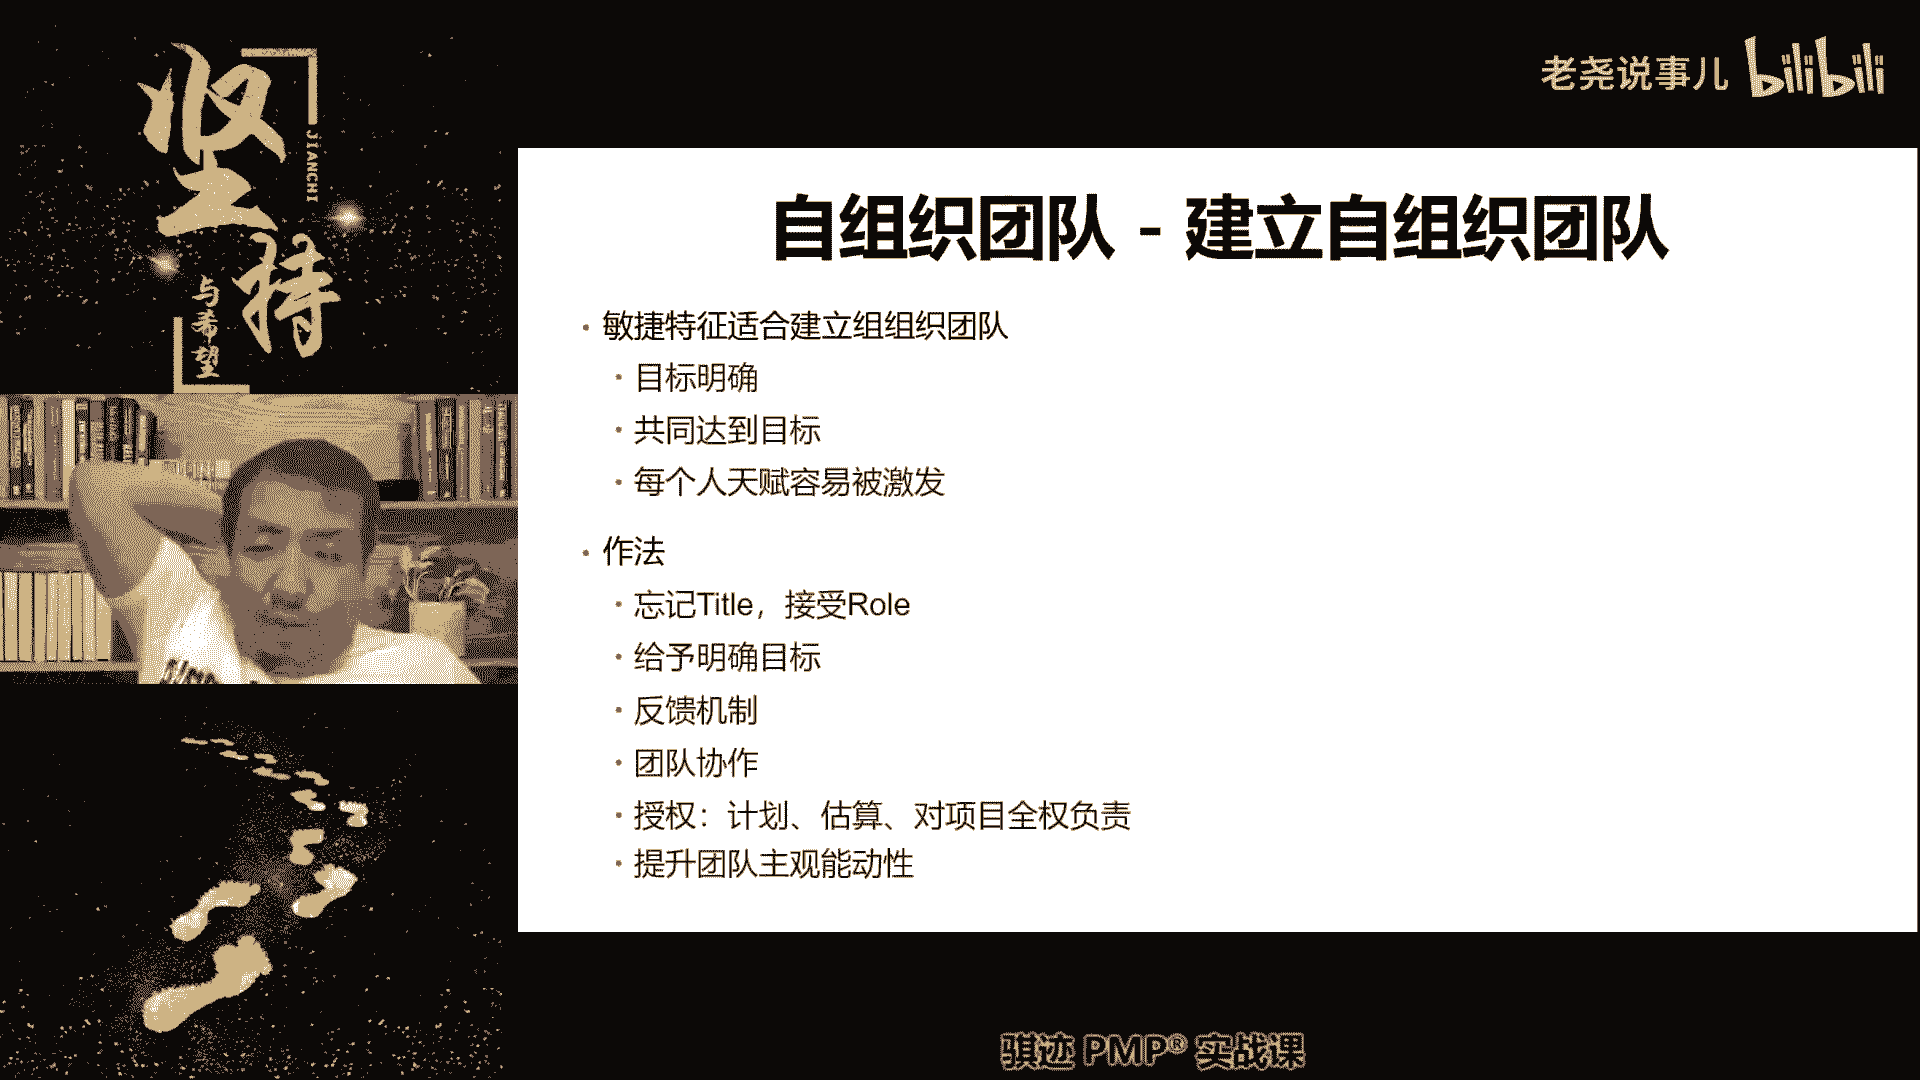 坚持
JIANCHI
与希望
老尧说事儿 bilibili
自组织团队 - 建立自组织团队
· 敏捷特征适合建立组组织团队
· 目标明确
· 共同达到目标
· 每个人天赋容易被激发
· 作法
· 忘记Title，接受Role
· 给予明确目标
· 反馈机制
· 团队协作
· 授权：计划、估算、对项目全权负责
· 提升团队主观能动性
骐迹 PMP® 实战课